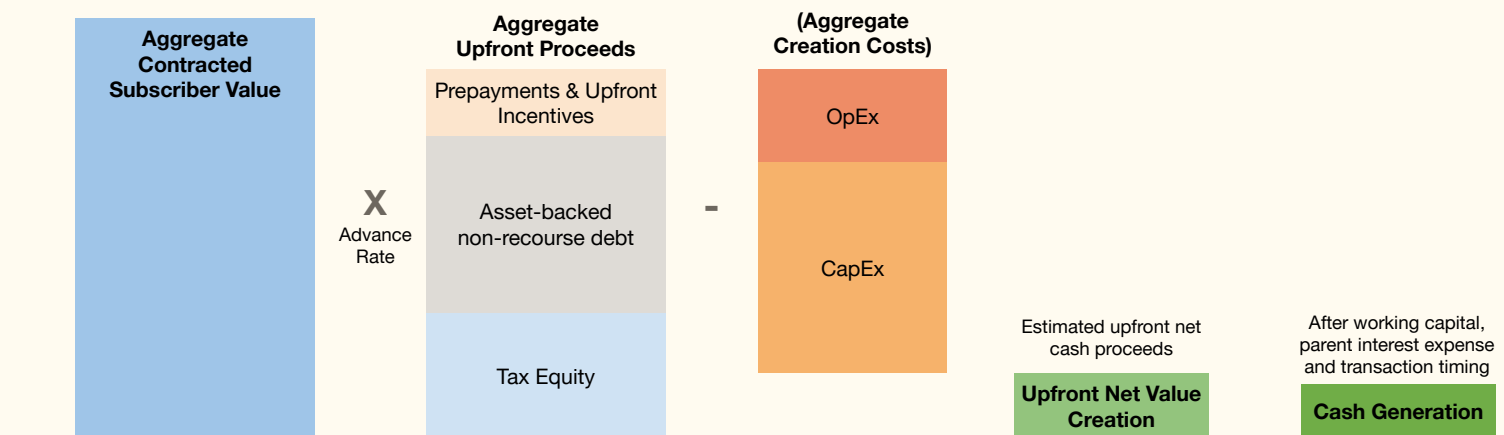 Aggregate
Contracted
Subscriber Value
X
Advance
Rate
Aggregate
Upfront Proceeds
Prepayments & Upfront
Incentives
Asset-backed
non-recourse debt
Tax Equity
-
(Aggregate
Creation Costs)
OpEx
CapEx
Estimated upfront net
cash proceeds
Upfront Net Value
Creation
After working capital,
parent interest expense
and transaction timing
Cash Generation